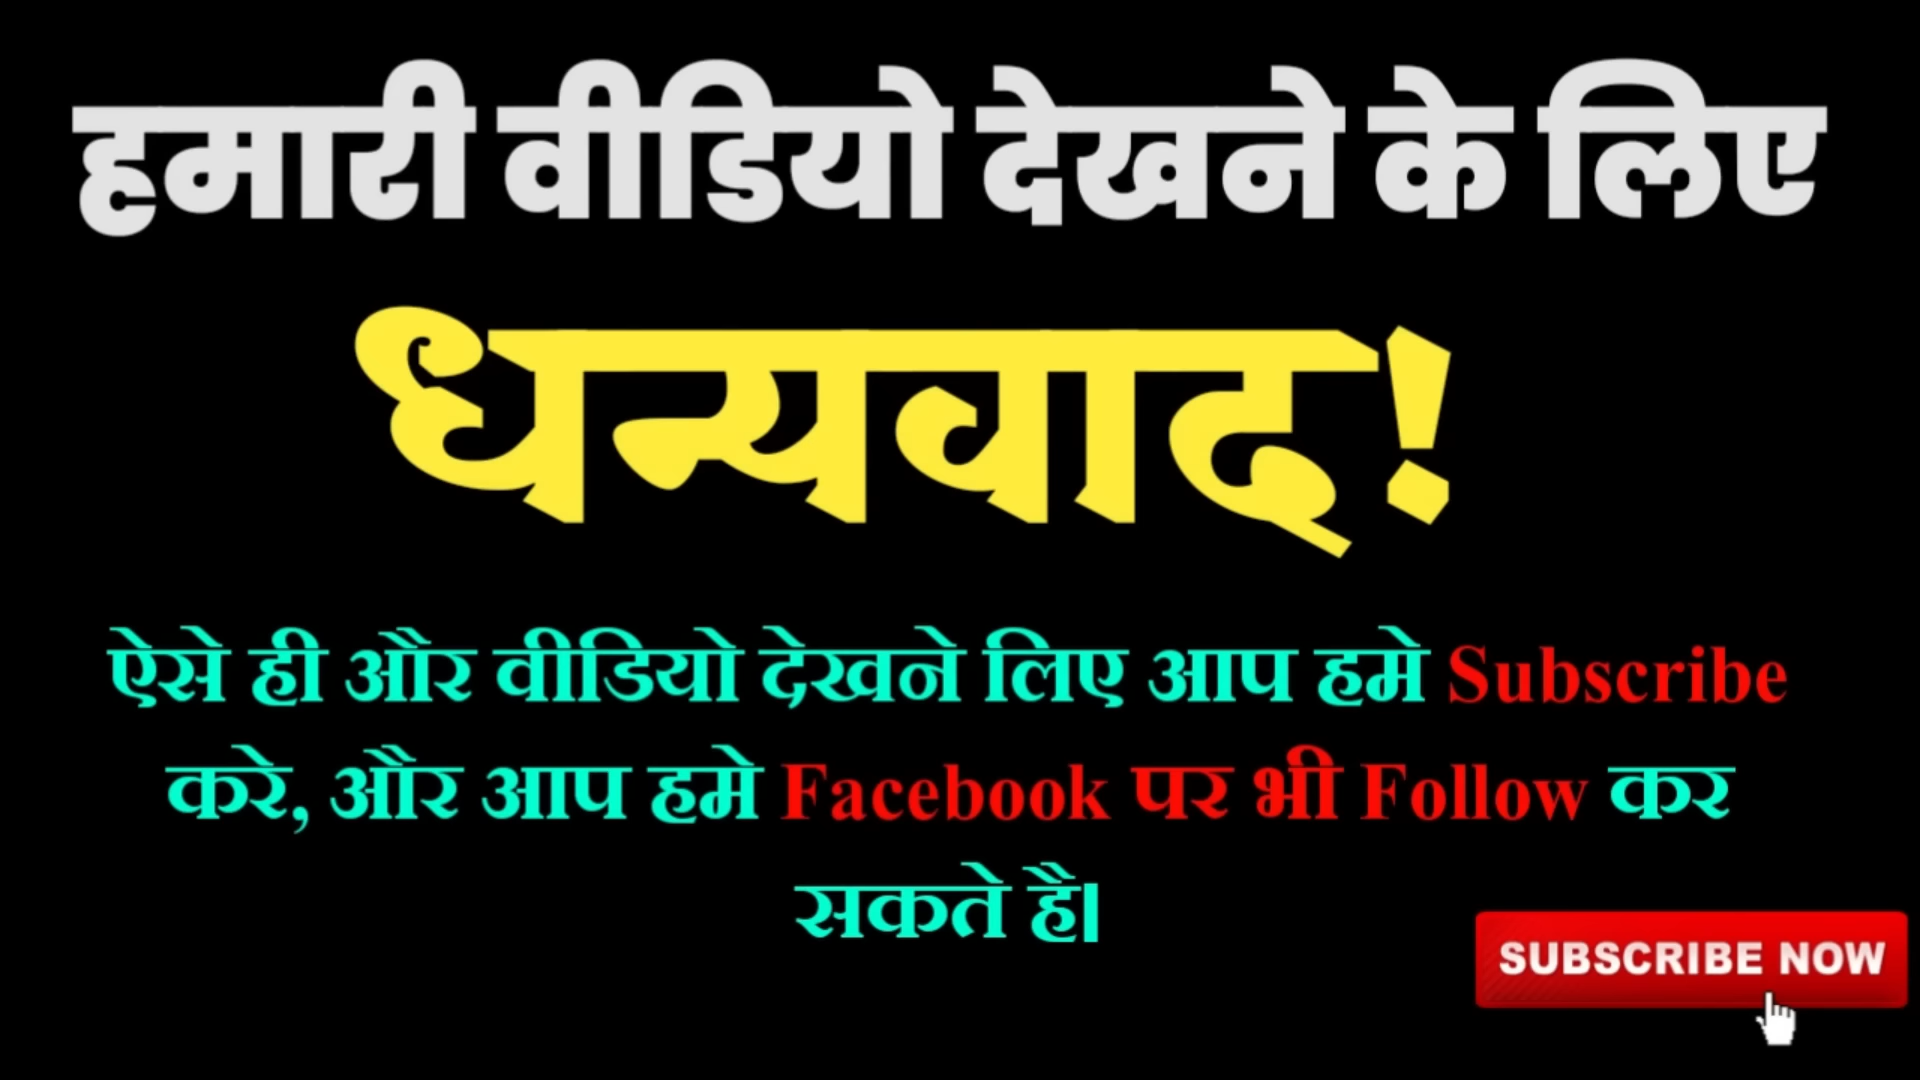 हमारी वीडियो देखने के लिए
धन्यवाद!
ऐसे ही और वीडियो देखने लिए आप हमे Subscribe
करे, और आप हमे Facebook पर भी Follow कर
सकते है।
SUBSCRIBE NOW